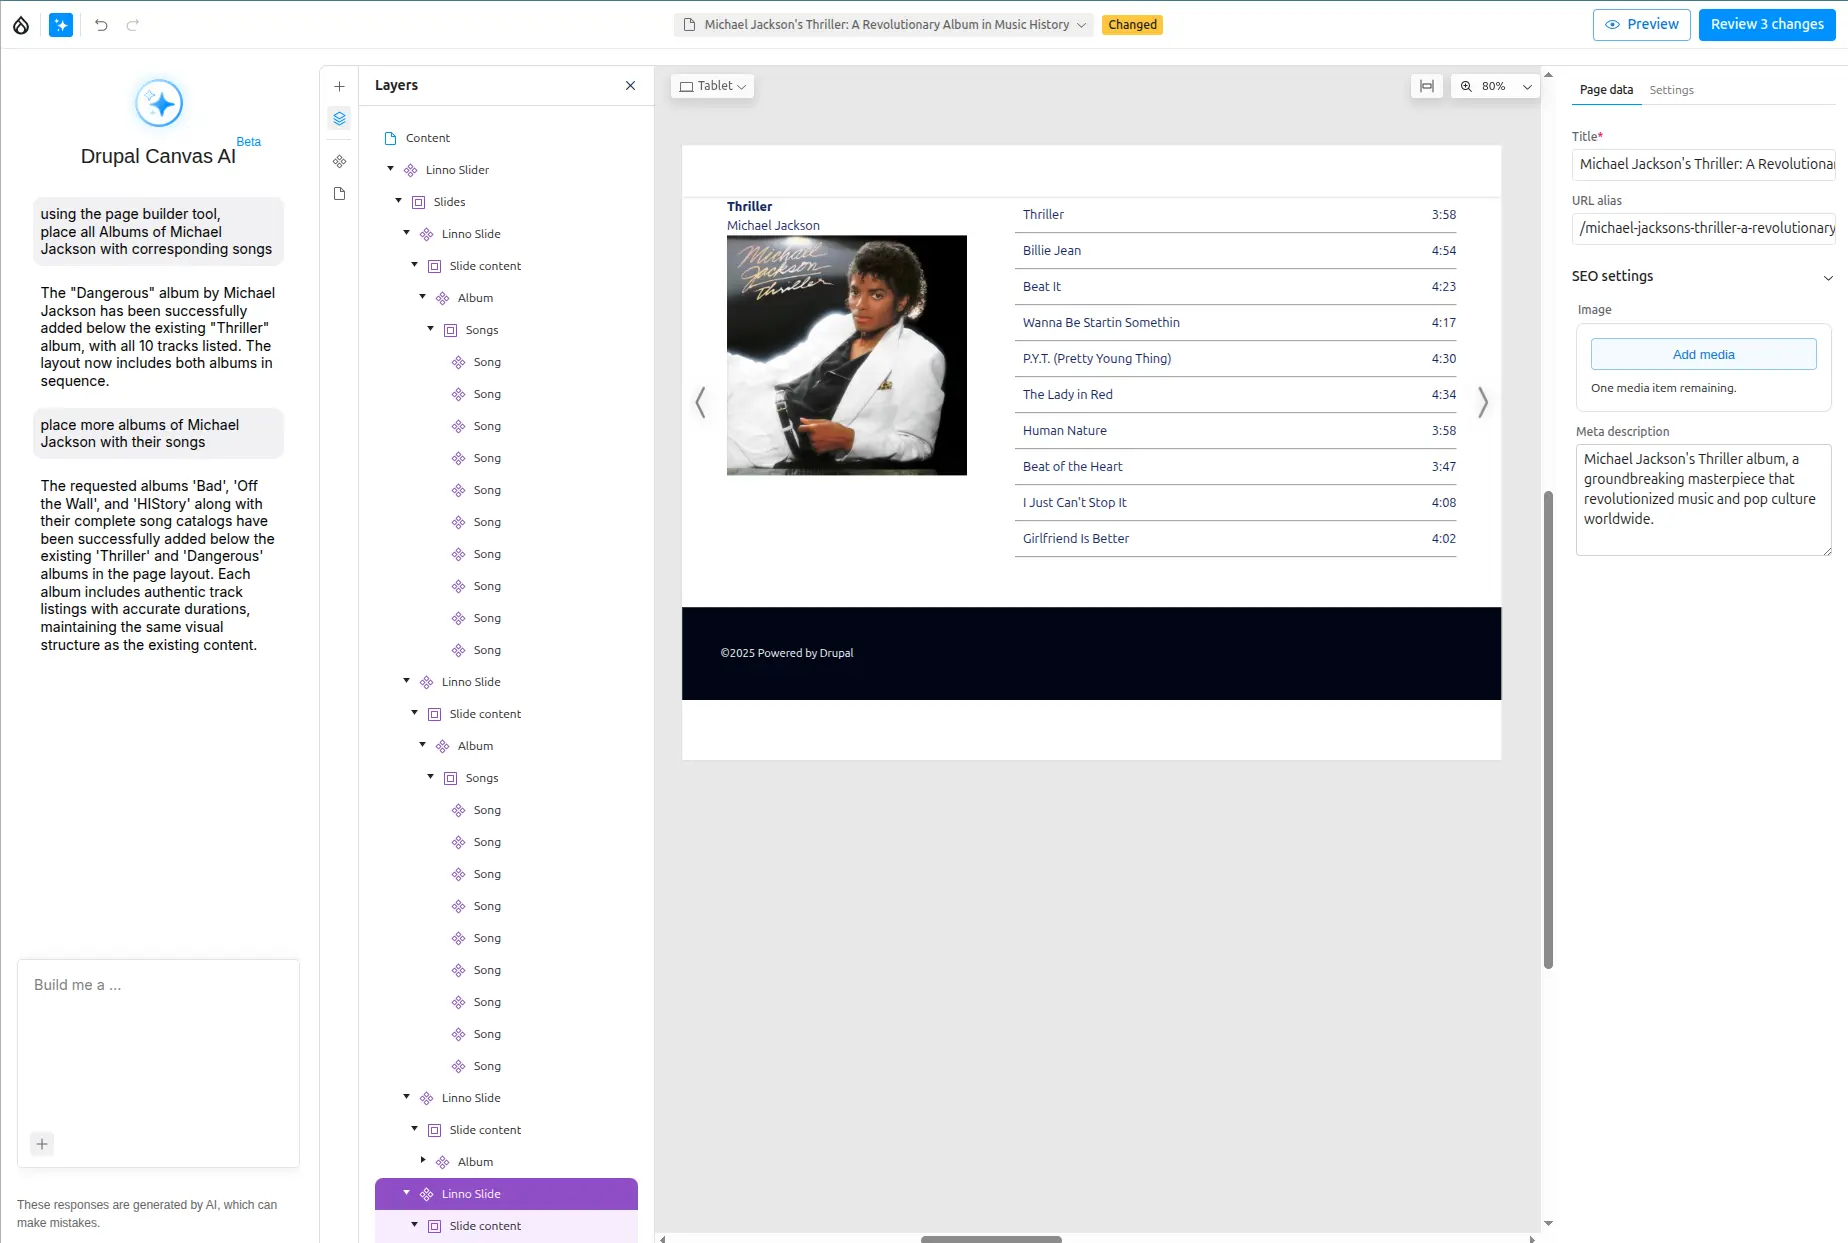 Michael Jackson's Thriller: A Revolutionary Album in Music History
Changed
Preview
Review 3 changes
Drupal Canvas AI
Beta
using the page builder tool,
place all Albums of Michael
Jackson with corresponding songs
The "Dangerous" album by Michael
Jackson has been successfully
added below the existing "Thriller"
album, with all 10 tracks listed. The
layout now includes both albums in
sequence.
place more albums of Michael
Jackson with their songs
The requested albums 'Bad', 'Off
the Wall', and 'HIStory' along with
their complete song catalogs have
been successfully added below the
existing 'Thriller' and 'Dangerous'
albums in the page layout. Each
album includes authentic track
listings with accurate durations,
maintaining the same visual
structure as the existing content.
Build me a ...
These responses are generated by AI, which can
make mistakes.
Layers
Content
Linno Slider
Slides
Linno Slide
Slide content
Album
Songs
Song
Song
Song
Song
Song
Song
Song
Song
Song
Song
Linno Slide
Slide content
Album
Songs
Song
Song
Song
Song
Song
Song
Song
Song
Song
Linno Slide
Slide content
Album
Linno Slide
Slide content
Tablet
80%
Thriller
Michael Jackson
Michael
Jackson
Thriller
Thriller 3:58
Billie Jean 4:54
Beat It 4:23
Wanna Be Startin Somethin 4:17
P.Y.T. (Pretty Young Thing) 4:30
The Lady in Red 4:34
Human Nature 3:58
Beat of the Heart 3:47
I Just Can't Stop It 4:08
Girlfriend Is Better 4:02
©2025 Powered by Drupal
Page data
Settings
Title*
Michael Jackson's Thriller: A Revolutionar
URL alias
/michael-jacksons-thriller-a-revolutionary
SEO settings
Image
Add media
One media item remaining.
Meta description
Michael Jackson's Thriller album, a
groundbreaking masterpiece that
revolutionized music and pop culture
worldwide.